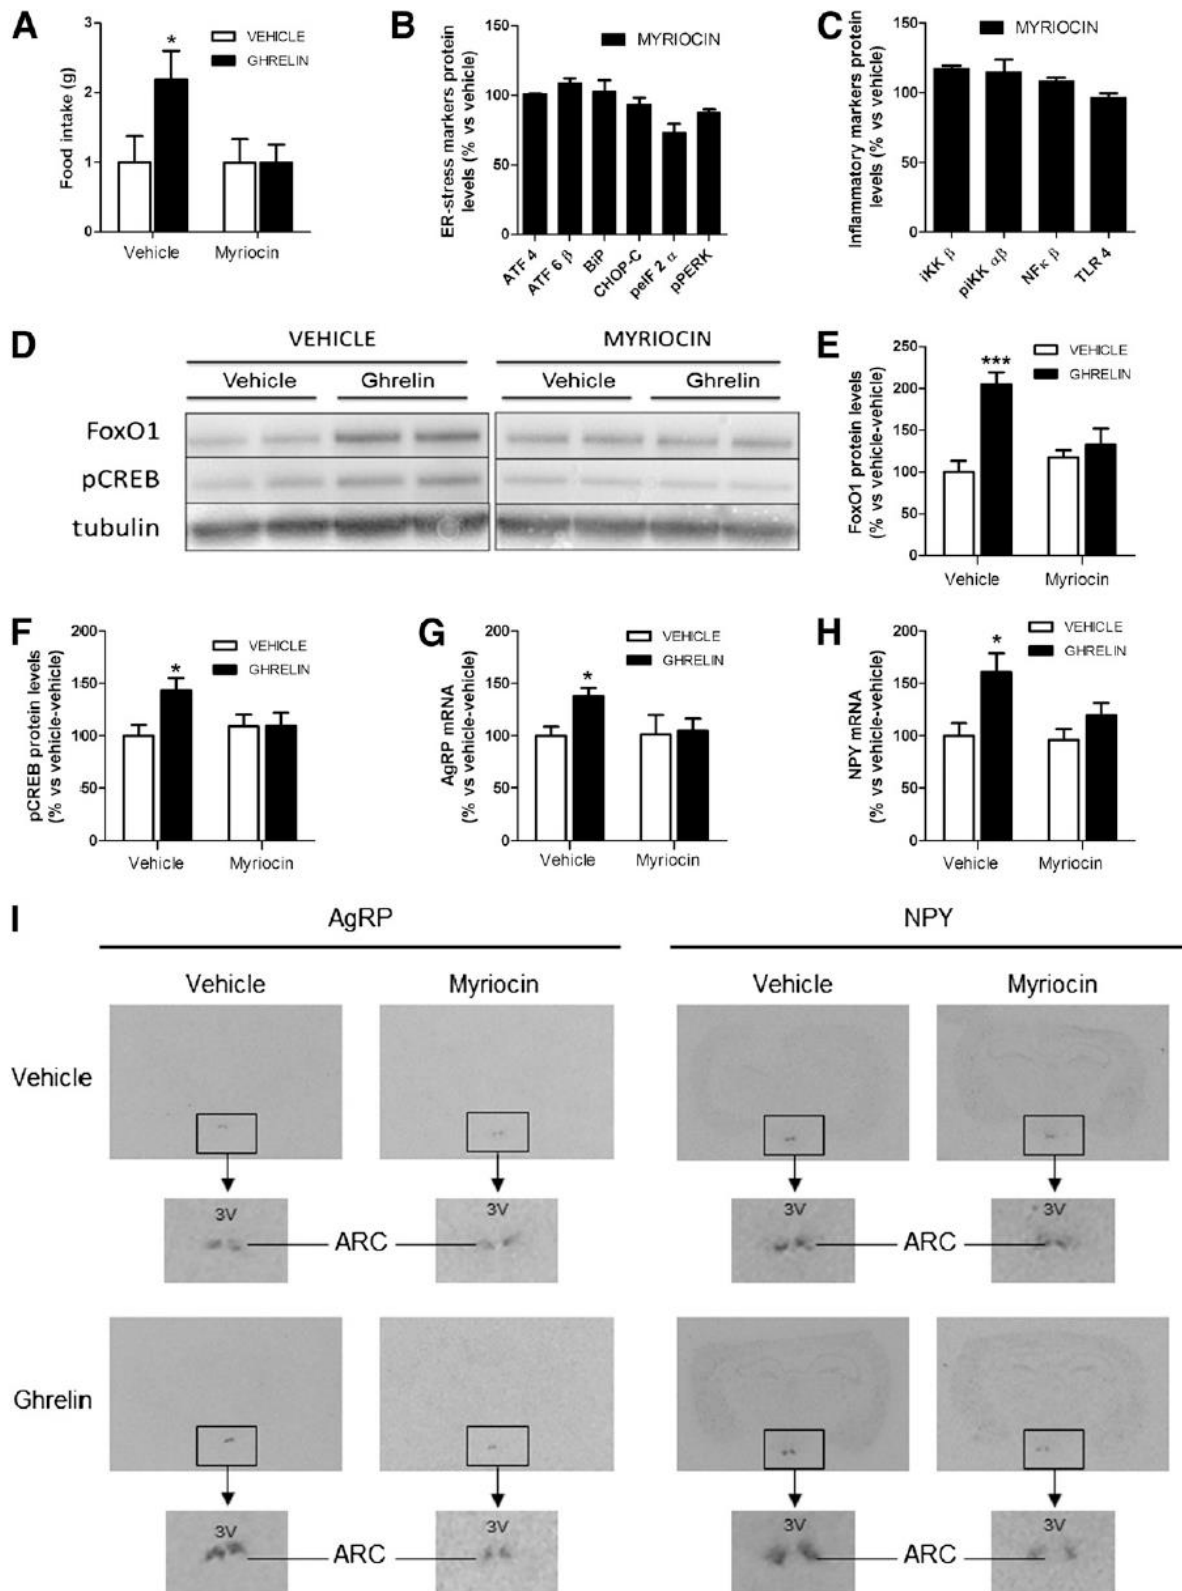 A
Food intake (g)
3
2
1
0
*
VEHICLE
GHRELIN
Vehicle
Myriocin
B
ER-stress markers protein
levels (% vs vehicle)
150
100
50
0
MYRIOCIN
ATF 4
ATF 6 β
BiP
CHOP-C
peIF 2 α
pPERK
C
Inflammatory markers protein
levels (% vs vehicle)
150
100
50
0
MYRIOCIN
iKK β
piKK αβ
NFκ β
TLR 4
D
VEHICLE
MYRIOCIN
Vehicle
Ghrelin
Vehicle
Ghrelin
FoxO1
pCREB
tubulin
E
FoxO1 protein levels
(% vs vehicle-vehicle)
250
200
150
100
50
0
***
VEHICLE
GHRELIN
Vehicle
Myriocin
F
pCREB protein levels
(% vs vehicle-vehicle)
200
150
100
50
0
*
VEHICLE
GHRELIN
Vehicle
Myriocin
G
AgRP mRNA
(% vs vehicle-vehicle)
200
150
100
50
0
*
VEHICLE
GHRELIN
Vehicle
Myriocin
H
NPY mRNA
(% vs vehicle-vehicle)
200
150
100
50
0
*
VEHICLE
GHRELIN
Vehicle
Myriocin
I
AgRP
NPY
Vehicle
Myriocin
Vehicle
Myriocin
Vehicle
3V
ARC
3V
3V
ARC
3V
Ghrelin
3V
ARC
3V
3V
ARC
3V